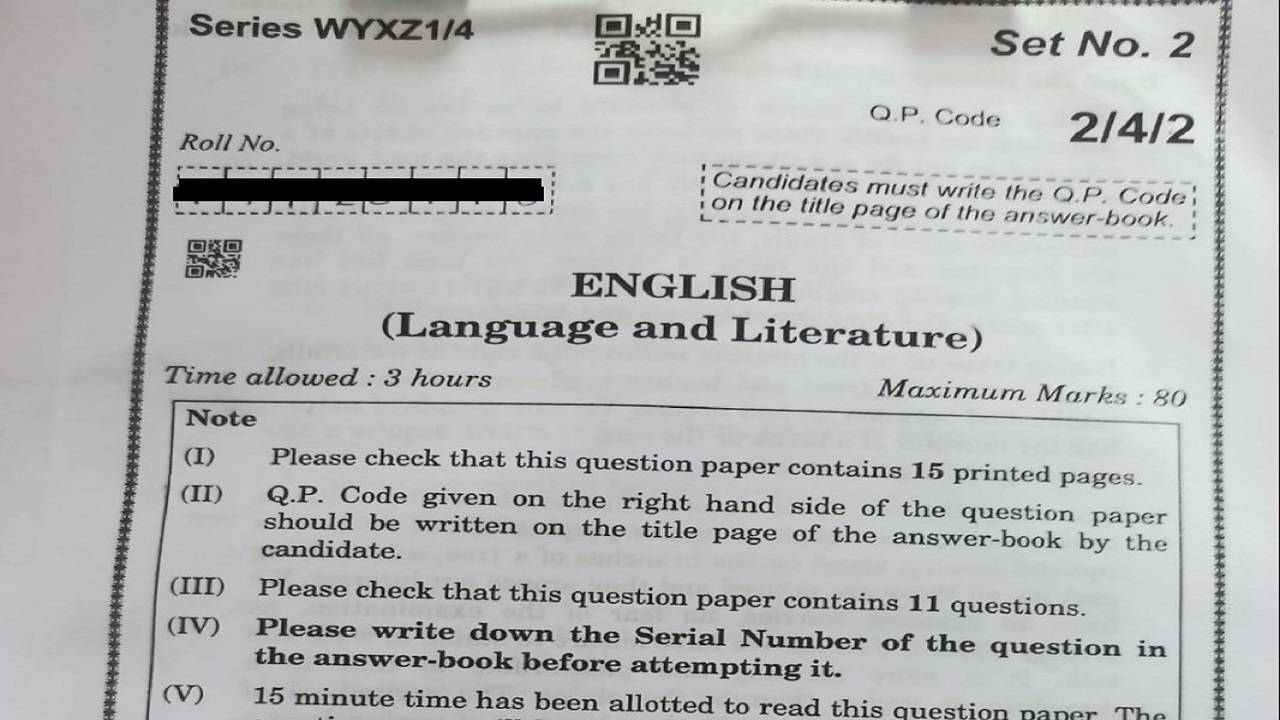 Series WYXZ1/4
Set No. 2
Q.P. Code 2/4/2
Roll No.
Candidates must write the Q.P. Code
on the title page of the answer-book.
ENGLISH
(Language and Literature)
Time allowed : 3 hours
Maximum Marks : 80
Note
(I) Please check that this question paper contains 15 printed pages.
(II) Q.P. Code given on the right hand side of the question paper
should be written on the title page of the answer-book by the
candidate.
(III) Please check that this question paper contains 11 questions.
(IV) Please write down the Serial Number of the question in
the answer-book before attempting it.
(V) 15 minute time has been allotted to read this question paper. The